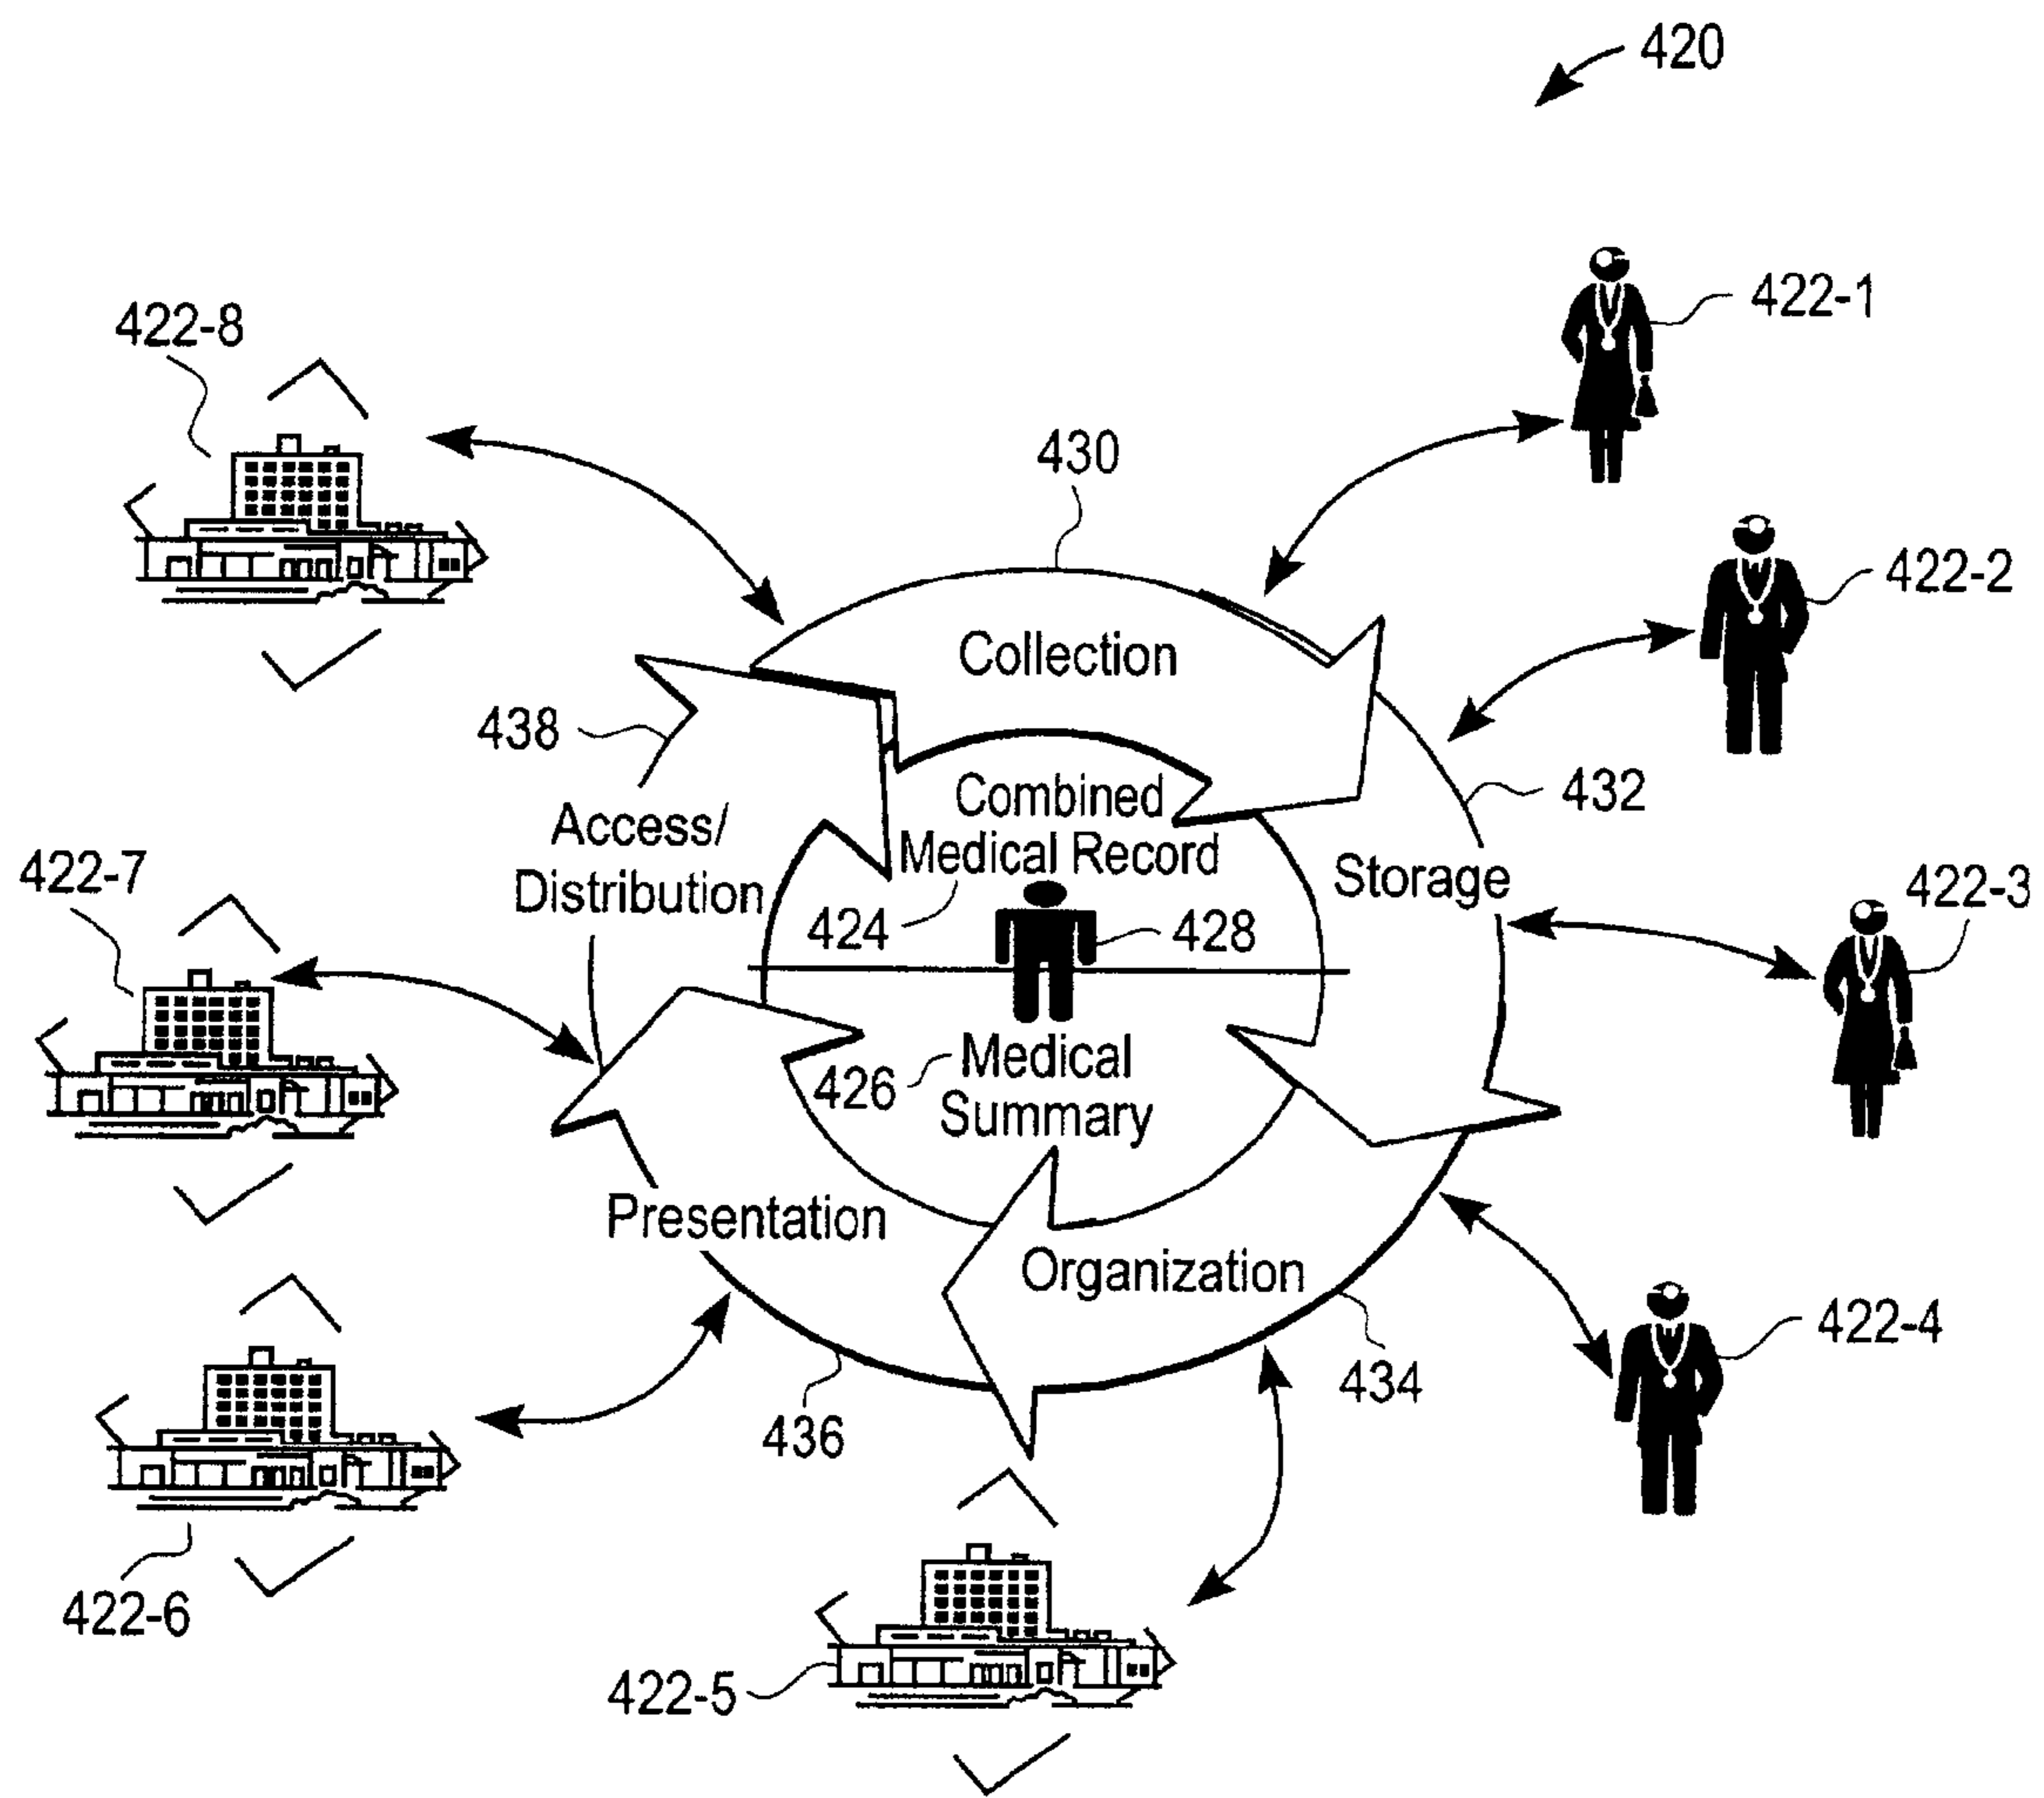 420
422-1
422-8
430
422-2
Collection
438
432
Combined
Medical Record
Access/
Distribution
422-7
Storage
422-3
424
428
Medical
Summary
426
Presentation
Organization
422-4
434
436
422-6
422-5